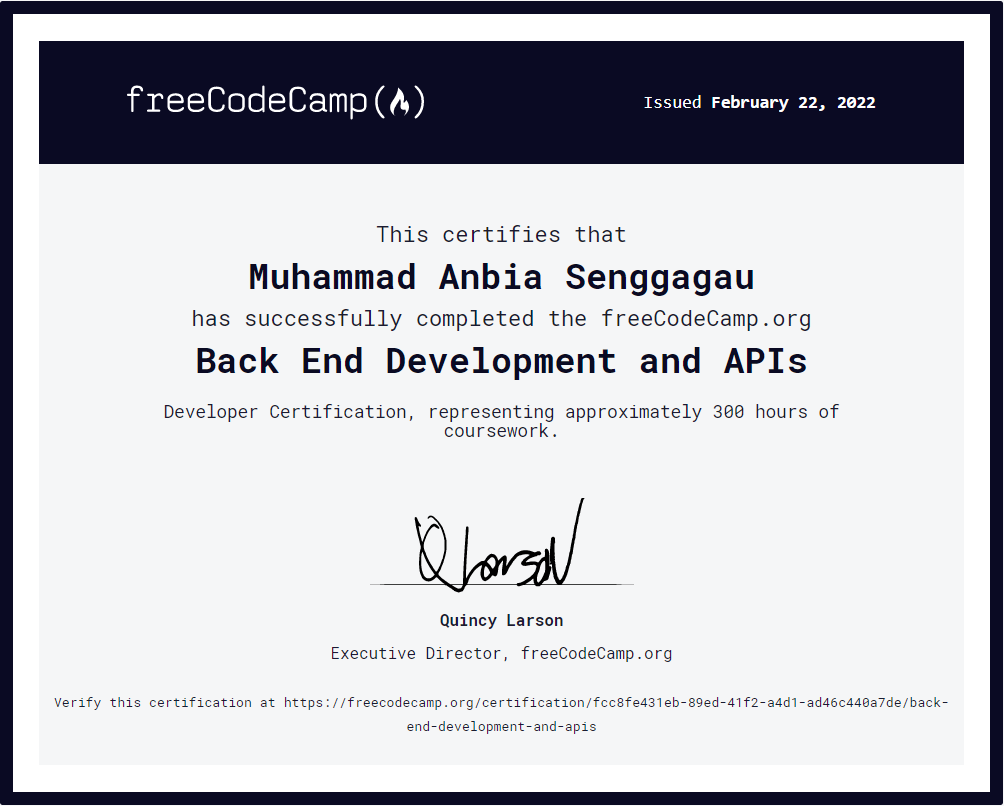 freeCodeCamp
Issued February 22, 2022
This certifies that
Muhammad Anbia Senggagau
has successfully completed the freeCodeCamp.org
Back End Development and APIs
Developer Certification, representing approximately 300 hours of
coursework.
Q Larson
Quincy Larson
Executive Director, freeCodeCamp.org
Verify this certification at https://freecodecamp.org/certification/fcc8fe431eb-89ed-41f2-a4d1-ad46c440a7de/back-
end-development-and-apis